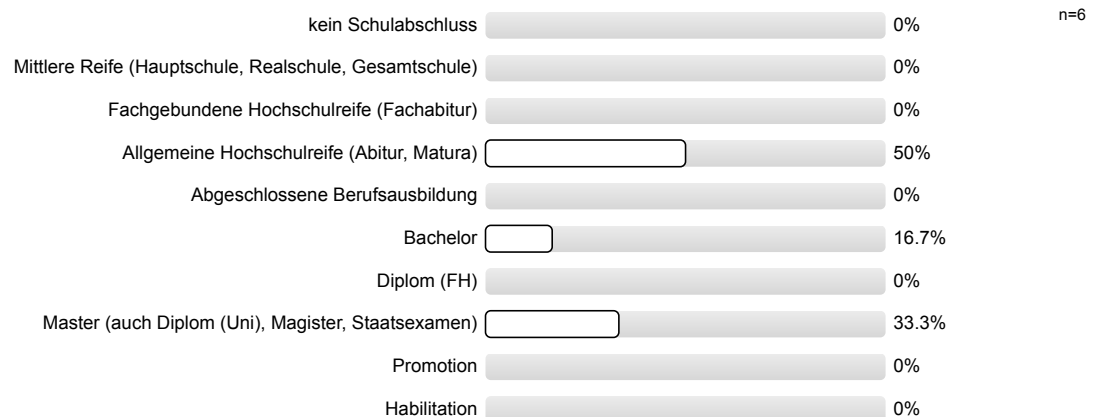 kein Schulabschluss 0% n=6
Mittlere Reife (Hauptschule, Realschule, Gesamtschule) 0%
Fachgebundene Hochschulreife (Fachabitur) 0%
Allgemeine Hochschulreife (Abitur, Matura) 50%
Abgeschlossene Berufsausbildung 0%
Bachelor 16.7%
Diplom (FH) 0%
Master (auch Diplom (Uni), Magister, Staatsexamen) 33.3%
Promotion 0%
Habilitation 0%